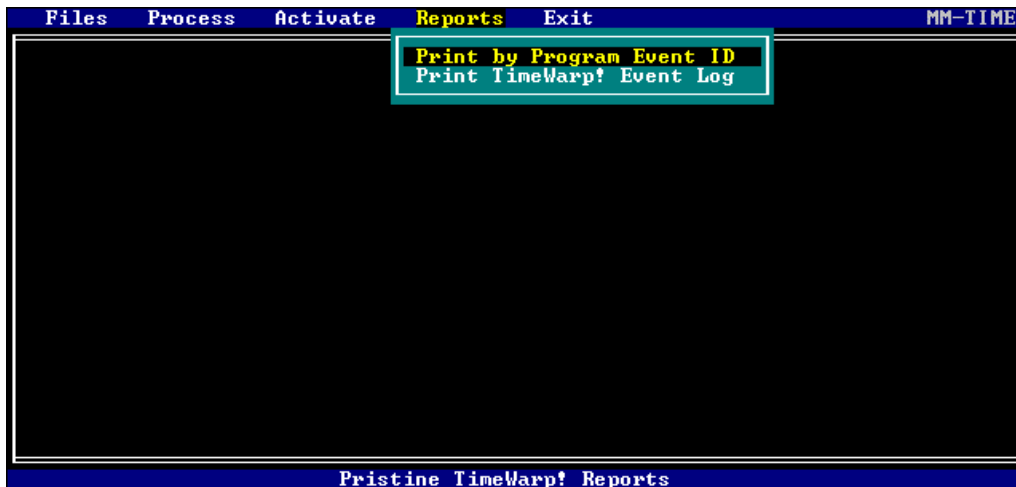 Files Process Activate Reports Exit MM-TIME
Print by Program Event ID
Print TimeWarp! Event Log
Pristine TimeWarp! Reports